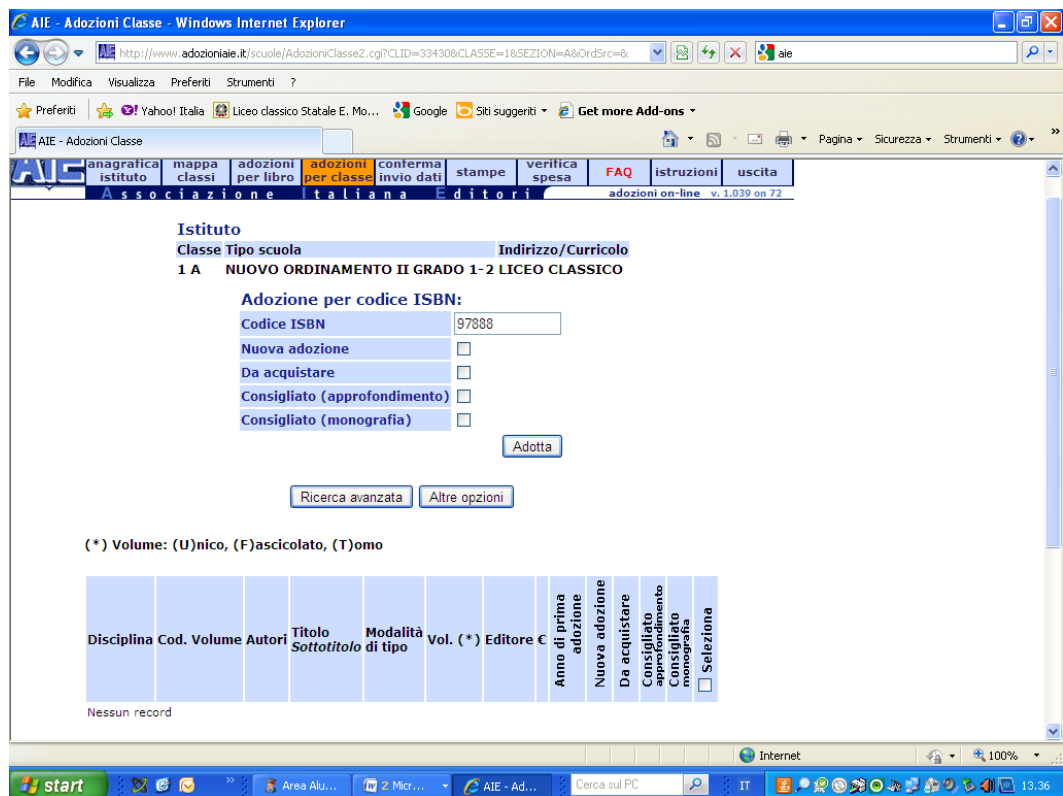 AIE - Adozioni Classe - Windows Internet Explorer
http://www.adozioniaie.it/scuole/AdozioniClasse2.cgi?CLID=33430&CLASSE=1&SEZION=A&OrdSrc=&
aie
File Modifica Visualizza Preferiti Strumenti ?
Preferiti Yahoo! Italia Liceo classico Statale E. Mo... Google Siti suggeriti Get more Add-ons
AIE - Adozioni Classe Pagina Sicurezza Strumenti »
AIE
anagrafica istituto
mappa classi
adozioni per libro
adozioni per classe
conferma invio dati
stampe
verifica spesa
FAQ
istruzioni
uscita
Associazione Italiana Editori adozioni on-line v. 1.039 on 72
Istituto
Classe Tipo scuola Indirizzo/Curricolo
1 A NUOVO ORDINAMENTO II GRADO 1-2 LICEO CLASSICO
Adozione per codice ISBN:
Codice ISBN 97888
Nuova adozione
Da acquistare
Consigliato (approfondimento)
Consigliato (monografia)
Adotta
Ricerca avanzata Altre opzioni
(*) Volume: (U)nico, (F)ascicolato, (T)omo
Disciplina
Cod. Volume
Autori
Titolo
Sottotitolo
Modalità
di tipo
Vol. (*)
Editore
€
Anno di prima
adozione
Nuova adozione
Da acquistare
Consigliato
approfondimento
Consigliato
monografia
Seleziona
Nessun record
Internet 100%
start » Area Alu... 2 Micr... AIE - Ad... Cerca sul PC IT 13.36